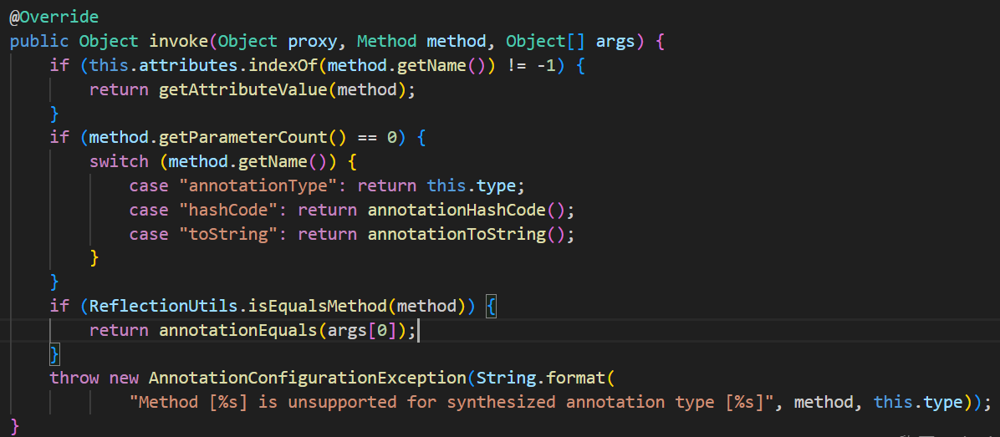 @Override
public Object invoke(Object proxy, Method method, Object[] args) {
    if (this.attributes.indexOf(method.getName()) != -1) {
        return getAttributeValue(method);
    }
    if (method.getParameterCount() == 0) {
        switch (method.getName()) {
            case "annotationType": return this.type;
            case "hashCode": return annotationHashCode();
            case "toString": return annotationToString();
        }
    }
    if (ReflectionUtils.isEqualsMethod(method)) {
        return annotationEquals(args[0]);
    }
    throw new AnnotationConfigurationException(String.format(
            "Method [%s] is unsupported for synthesized annotation type [%s]", method, this.type));
}